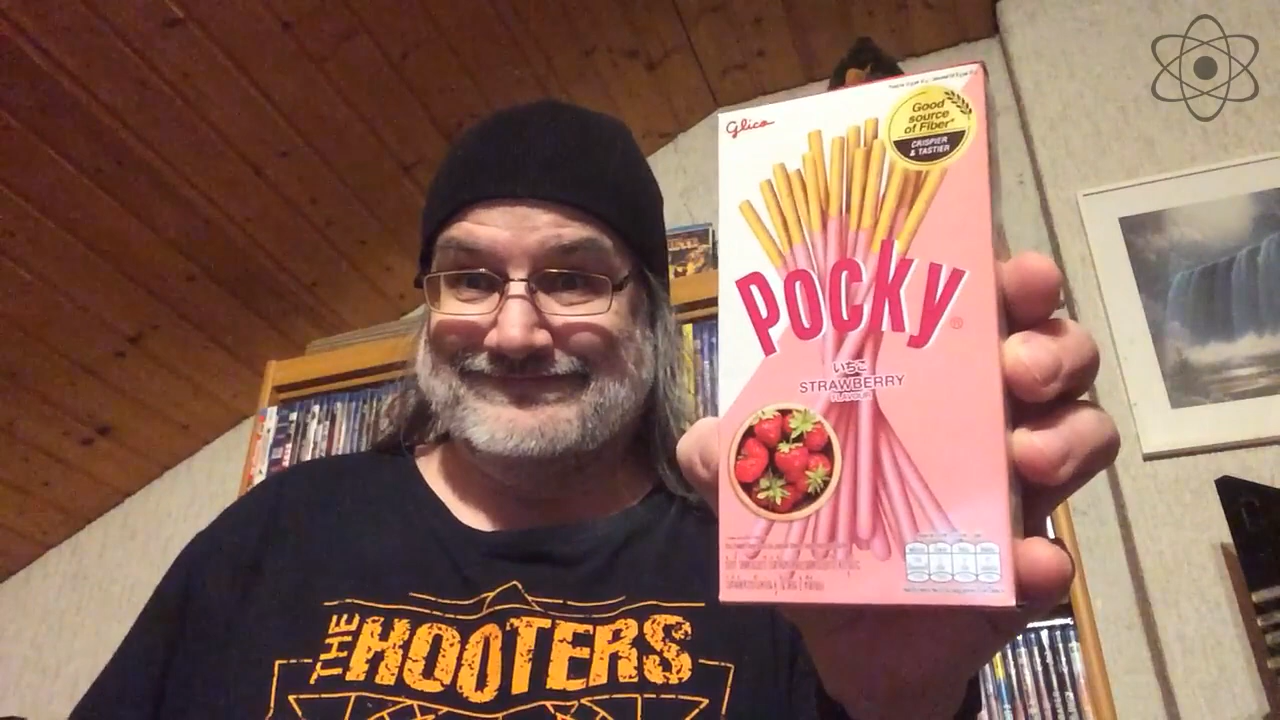 Glico
Good
source
of Fiber*
CRISPIER
& TASTIER
Pocky®
いちご
STRAWBERRY
FLAVOUR
THE
HOOTERS